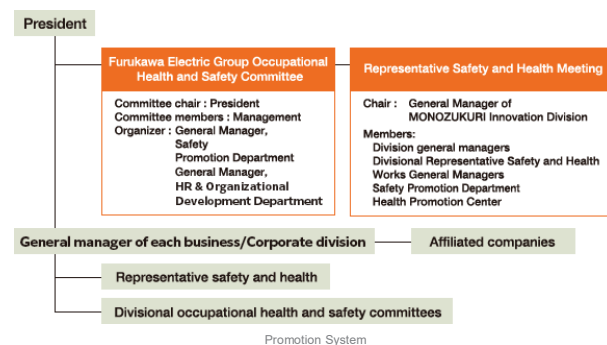 President
Furukawa Electric Group Occupational
Health and Safety Committee
Committee chair : President
Committee members : Management
Organizer : General Manager,
Safety
Promotion Department
General Manager,
HR & Organizational
Development Department
Representative Safety and Health Meeting
Chair : General Manager of
MONOZUKURI Innovation Division
Members:
Division general managers
Divisional Representative Safety and Health
Works General Managers
Safety Promotion Department
Health Promotion Center
General manager of each business/Corporate division
Affiliated companies
Representative safety and health
Divisional occupational health and safety committees
Promotion System